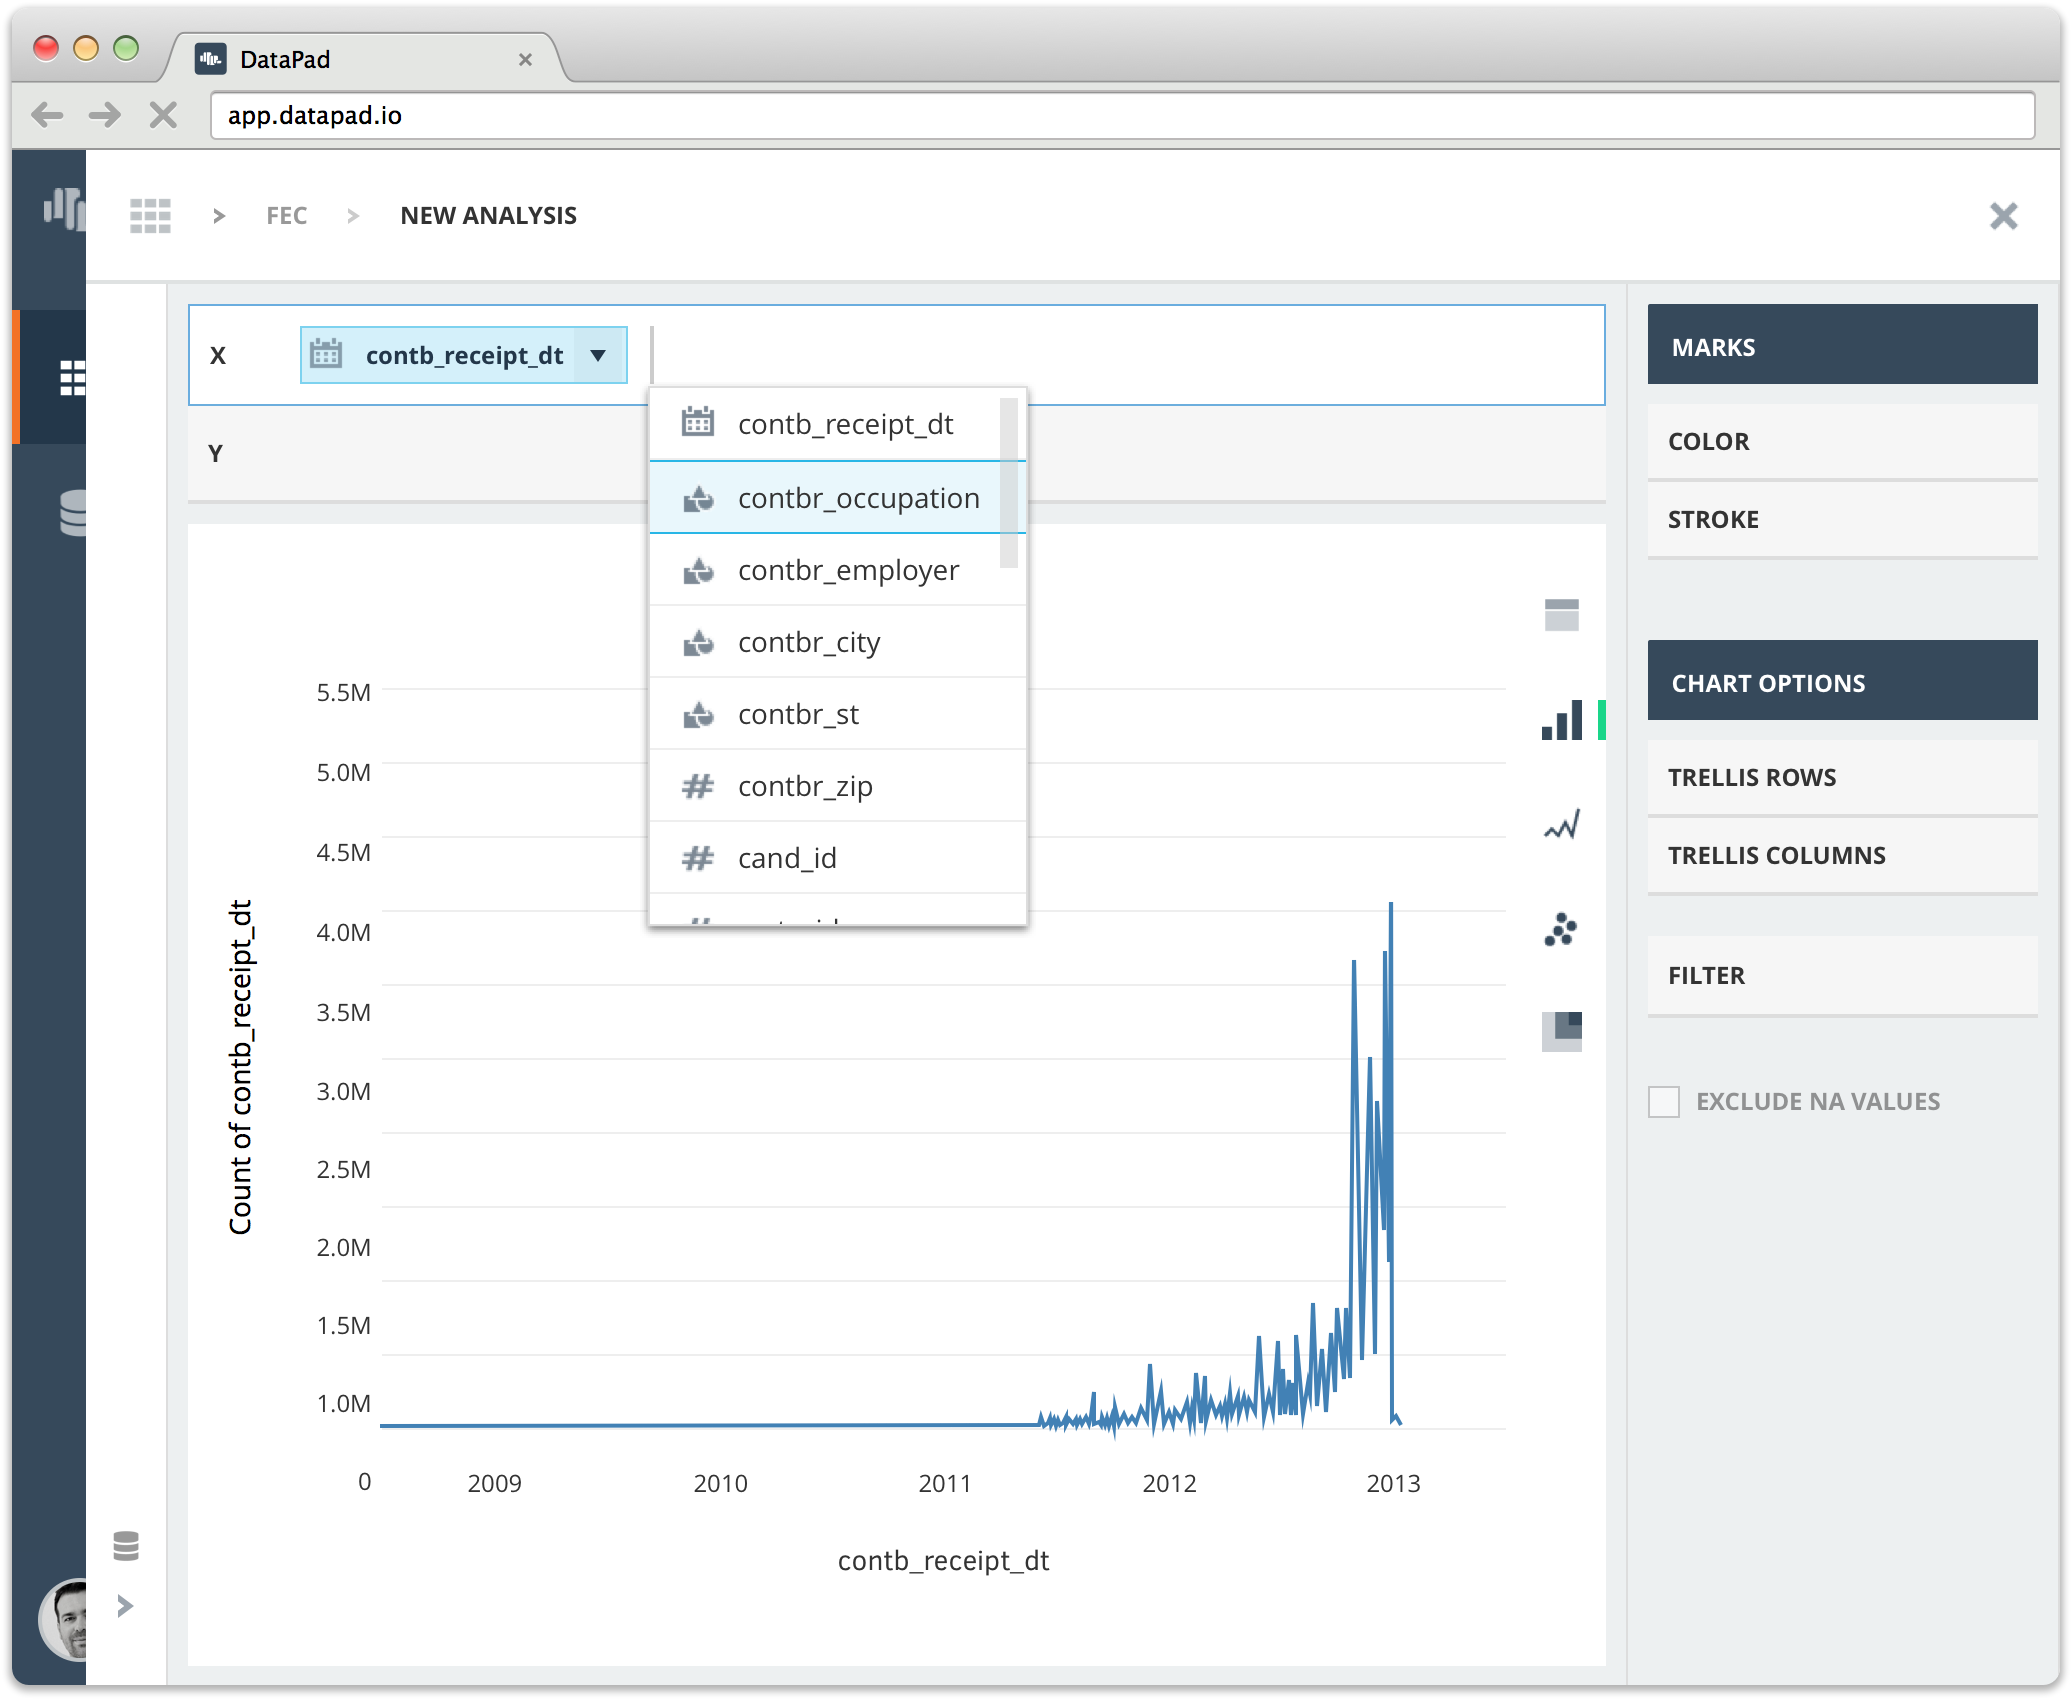 DataPad
app.datapad.io
> FEC > NEW ANALYSIS
X contb_receipt_dt
Y
contb_receipt_dt
contbr_occupation
contbr_employer
contbr_city
contbr_st
# contbr_zip
# cand_id
MARKS
COLOR
STROKE
CHART OPTIONS
TRELLIS ROWS
TRELLIS COLUMNS
FILTER
EXCLUDE NA VALUES
Count of contb_receipt_dt
5.5M
5.0M
4.5M
4.0M
3.5M
3.0M
2.5M
2.0M
1.5M
1.0M
0 2009 2010 2011 2012 2013
contb_receipt_dt